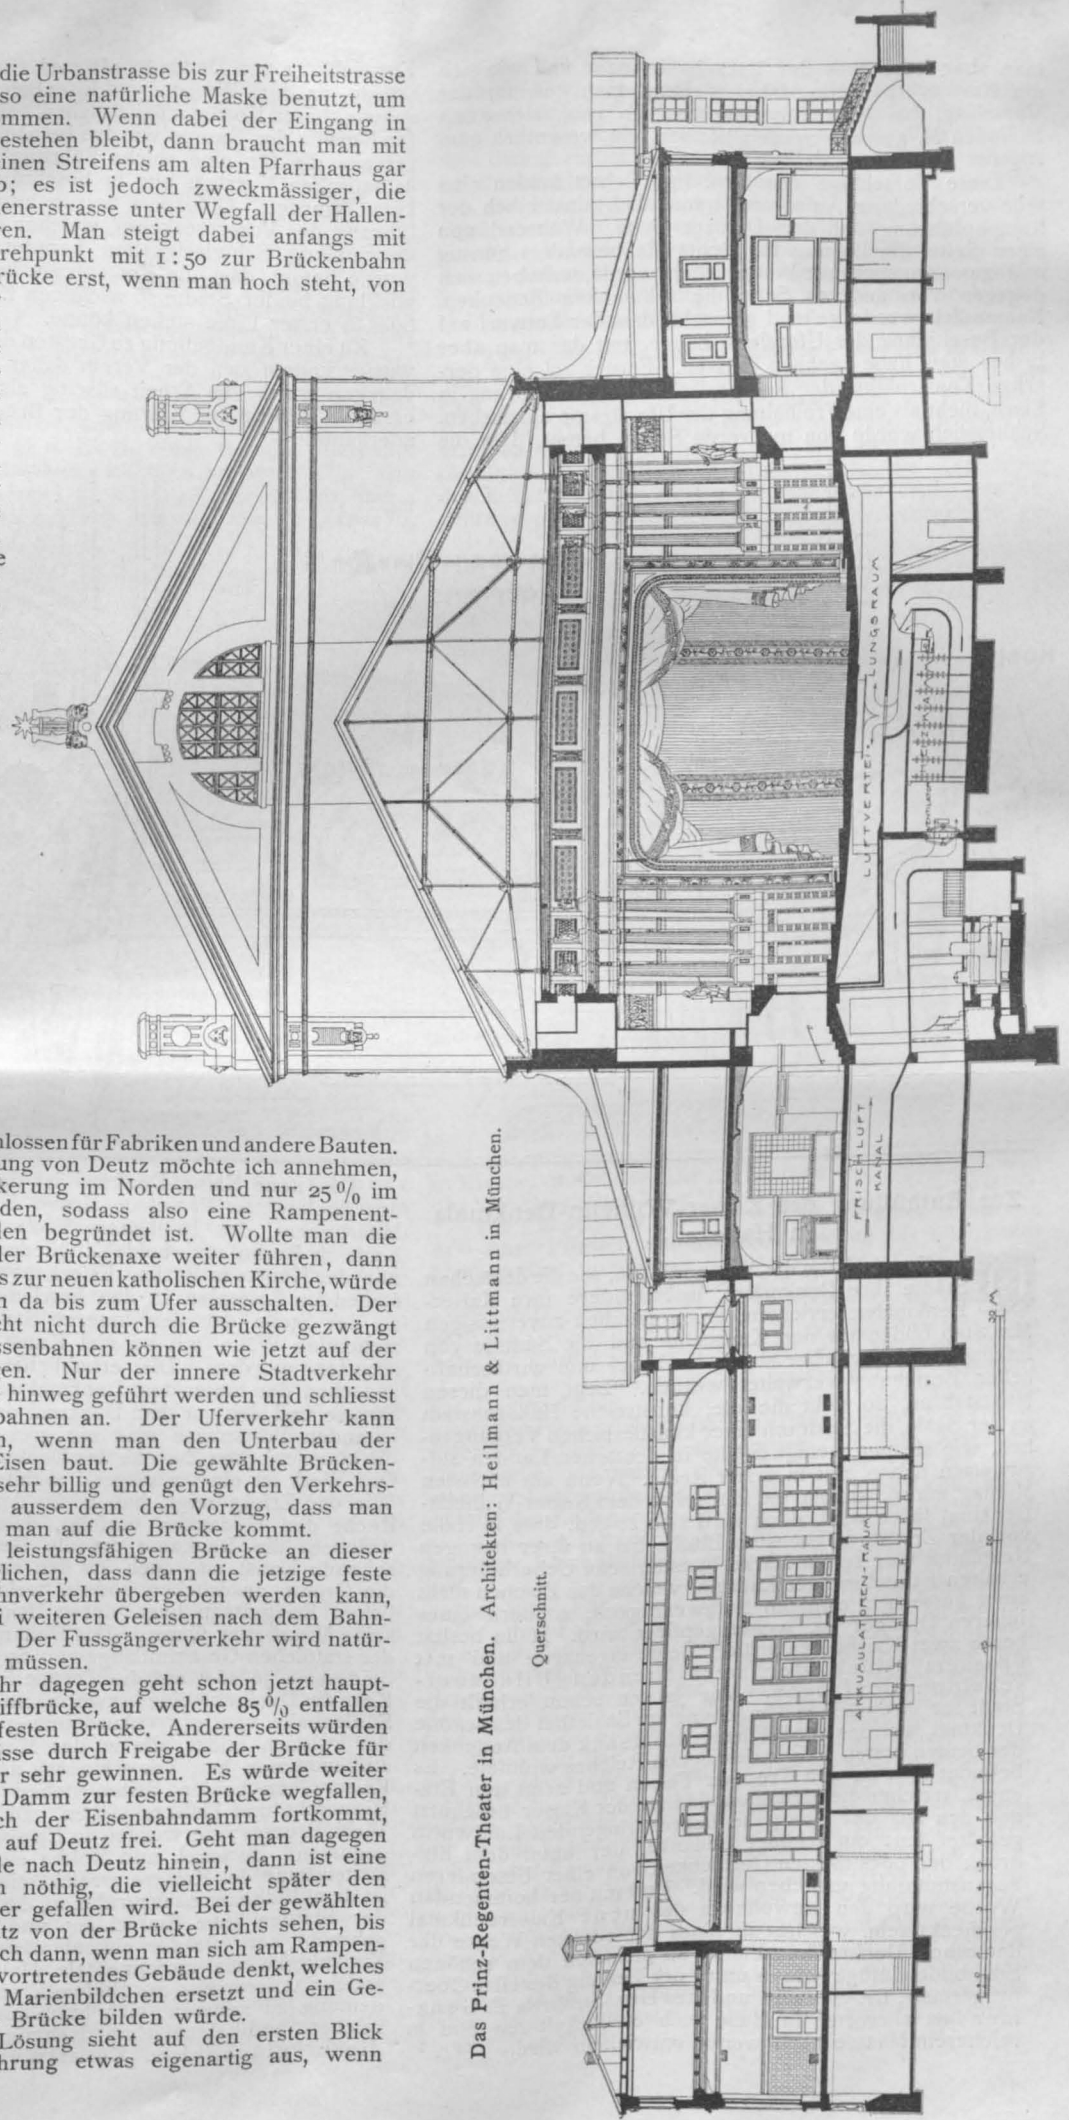 die Urbanstrasse bis zur Freiheitstrasse
so eine natürliche Maske benutzt, um
mmen. Wenn dabei der Eingang in
estehen bleibt, dann braucht man mit
inen Streifens am alten Pfarrhaus gar
; es ist jedoch zweckmässiger, die
enerstrasse unter Wegfall der Hallen-
en. Man steigt dabei anfangs mit
rehpunkt mit 1:50 zur Brückenbahn
rücke erst, wenn man hoch steht, von
e
hlossen für Fabriken und andere Bauten.
ung von Deutz möchte ich annehmen,
kerung im Norden und nur 25% im
den, sodass also eine Rampenent-
len begründet ist. Wollte man die
der Brückenaxe weiter führen, dann
s zur neuen katholischen Kirche, würde
n da bis zum Ufer ausschalten. Der
cht nicht durch die Brücke gezwängt
ssenbahnen können wie jetzt auf der
en. Nur der innere Stadtverkehr
hinweg geführt werden und schliesst
bahnen an. Der Uferverkehr kann
n, wenn man den Unterbau der
Eisen baut. Die gewählte Brücken-
sehr billig und genügt den Verkehrs-
ausserdem den Vorzug, dass man
man auf die Brücke kommt.
leistungsfähigen Brücke an dieser
lichen, dass dann die jetzige feste
hnverkehr übergeben werden kann,
i weiteren Geleisen nach dem Bahn-
Der Fussgängerverkehr wird natür-
müssen.
hr dagegen geht schon jetzt haupt-
iffbrücke, auf welche 85% entfallen
festen Brücke. Andererseits würden
sse durch Freigabe der Brücke für
r sehr gewinnen. Es würde weiter
Damm zur festen Brücke wegfallen,
ch der Eisenbahndamm fortkommt,
auf Deutz frei. Geht man dagegen
le nach Deutz hinein, dann ist eine
n nöthig, die vielleicht später den
er gefallen wird. Bei der gewählten
tz von der Brücke nichts sehen, bis
ch dann, wenn man sich am Rampen-
vortretendes Gebäude denkt, welches
Marienbildchen ersetzt und ein Ge-
Brücke bilden würde.
Lösung sieht auf den ersten Blick
hrung etwas eigenartig aus, wenn
Das Prinz-Regenten-Theater in München. Architekten: Heilmann & Littmann in München.
Querschnitt.
LUFTVERTEI-LUNGSRAUM
HEIZKAMMER
VENTILATOR
FRISCHLUFT
KANAL
AKKUMULATOREN-RAUM
20 M